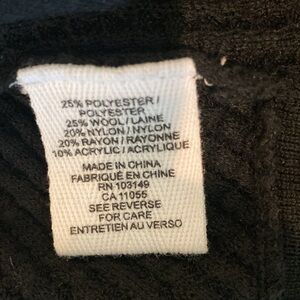 25% POLYESTER /
POLYESTER
25% WOOL / LAINE
20% NYLON / NYLON
20% RAYON / RAYONNE
10% ACRYLIC / ACRYLIQUE
MADE IN CHINA
FABRIQUÉ EN CHINE
RN 103149
CA 11055
SEE REVERSE
FOR CARE
ENTRETIEN AU VERSO